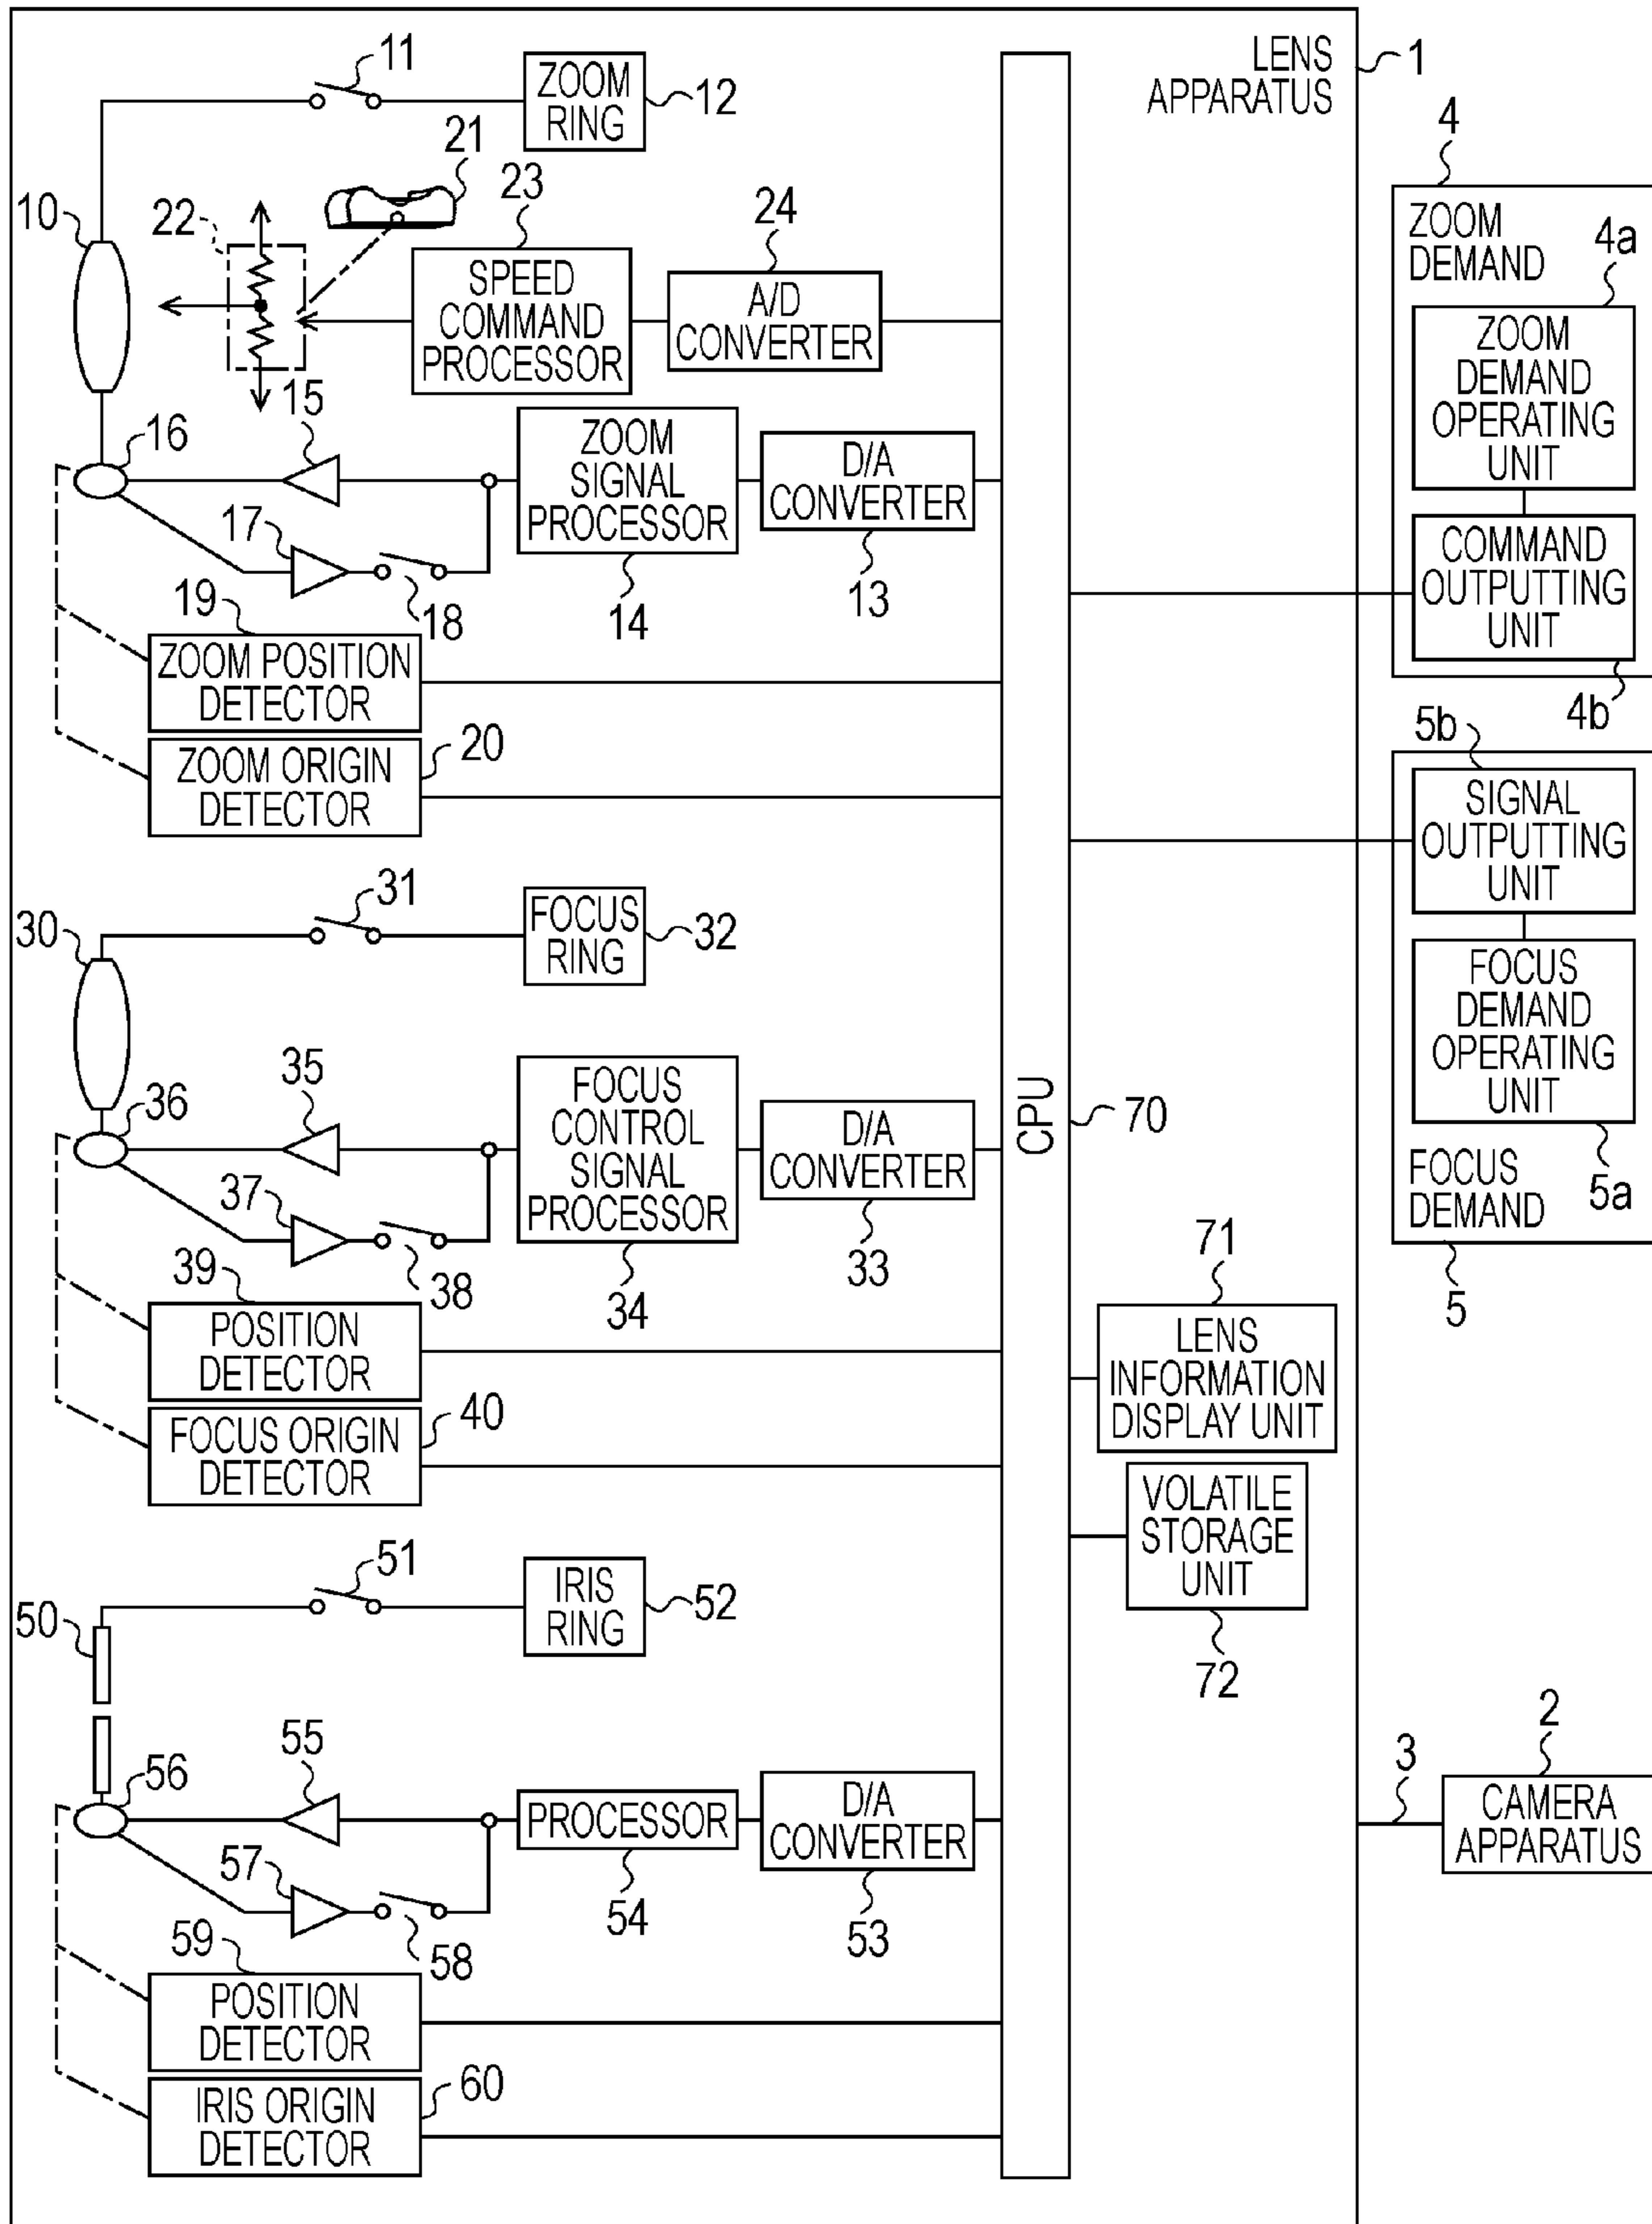 LENS
APPARATUS
1
11
ZOOM
RING
12
10
22
21
23
SPEED
COMMAND
PROCESSOR
24
A/D
CONVERTER
15
16
ZOOM
SIGNAL
PROCESSOR
14
D/A
CONVERTER
13
17
18
19
ZOOM POSITION
DETECTOR
ZOOM ORIGIN
DETECTOR
20
4
ZOOM
DEMAND
4a
ZOOM
DEMAND
OPERATING
UNIT
COMMAND
OUTPUTTING
UNIT
4b
5b
SIGNAL
OUTPUTTING
UNIT
FOCUS
DEMAND
OPERATING
UNIT
5a
FOCUS
DEMAND
5
30
31
FOCUS
RING
32
35
36
FOCUS
CONTROL
SIGNAL
PROCESSOR
34
D/A
CONVERTER
33
37
38
39
POSITION
DETECTOR
FOCUS ORIGIN
DETECTOR
40
CPU
70
71
LENS
INFORMATION
DISPLAY UNIT
VOLATILE
STORAGE
UNIT
72
50
51
IRIS
RING
52
55
56
PROCESSOR
54
D/A
CONVERTER
53
57
58
59
POSITION
DETECTOR
IRIS ORIGIN
DETECTOR
60
3
2
CAMERA
APPARATUS